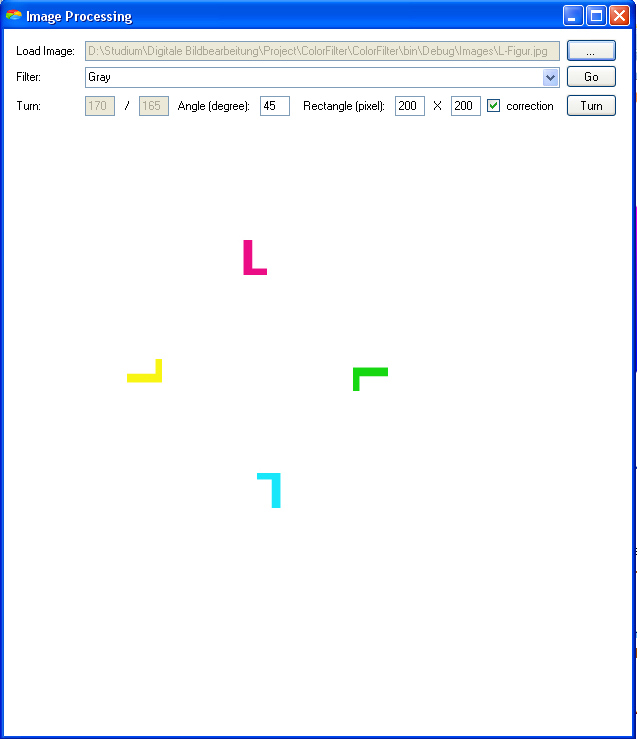 Image Processing
Load Image: D:\Studium\Digitale Bildbearbeitung\Project\ColorFilter\ColorFilter\bin\Debug\Images\L-Figur.jpg ...
Filter: Gray Go
Turn: 170 / 165 Angle (degree): 45 Rectangle (pixel): 200 X 200 correction Turn
L